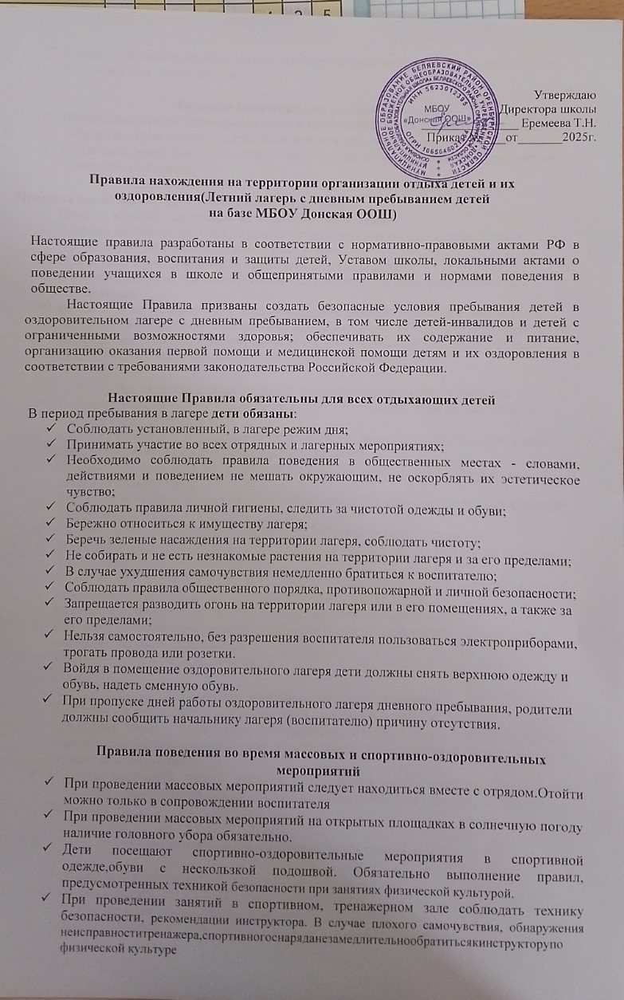 5
МУНИЦИПАЛЬНОЕ ОБРАЗОВАНИЕ БЕЛЯЕВСКИЙ РАЙОН ОРЕНБУРГСКОЙ ОБЛАСТИ
ИНН 5623012395
МБОУ
«Донская ООШ»
Утверждаю
Директора школы
____________ Еремеева Т.Н.
Приказ _____от________2025г.
Правила нахождения на территории организации отдыха детей и их
оздоровления(Летний лагерь с дневным пребыванием детей
на базе МБОУ Донская ООШ)
Настоящие правила разработаны в соответствии с нормативно-правовыми актами РФ в
сфере образования, воспитания и защиты детей, Уставом школы, локальными актами о
поведении учащихся в школе и общепринятыми правилами и нормами поведения в
обществе.
Настоящие Правила призваны создать безопасные условия пребывания детей в
оздоровительном лагере с дневным пребыванием, в том числе детей-инвалидов и детей с
ограниченными возможностями здоровья; обеспечивать их содержание и питание,
организацию оказания первой помощи и медицинской помощи детям и их оздоровления в
соответствии с требованиями законодательства Российской Федерации.
Настоящие Правила обязательны для всех отдыхающих детей
В период пребывания в лагере дети обязаны:
✓ Соблюдать установленный, в лагере режим дня;
✓ Принимать участие во всех отрядных и лагерных мероприятиях;
✓ Необходимо соблюдать правила поведения в общественных местах - словами,
действиями и поведением не мешать окружающим, не оскорблять их эстетическое
чувство;
✓ Соблюдать правила личной гигиены, следить за чистотой одежды и обуви;
✓ Бережно относиться к имуществу лагеря;
✓ Беречь зеленые насаждения на территории лагеря, соблюдать чистоту;
✓ Не собирать и не есть незнакомые растения на территории лагеря и за его пределами;
✓ В случае ухудшения самочувствия немедленно братиться к воспитателю;
✓ Соблюдать правила общественного порядка, противопожарной и личной безопасности;
✓ Запрещается разводить огонь на территории лагеря или в его помещениях, а также за
его пределами;
✓ Нельзя самостоятельно, без разрешения воспитателя пользоваться электроприборами,
трогать провода или розетки.
✓ Войдя в помещение оздоровительного лагеря дети должны снять верхнюю одежду и
обувь, надеть сменную обувь.
✓ При пропуске дней работы оздоровительного лагеря дневного пребывания, родители
должны сообщить начальнику лагеря (воспитателю) причину отсутствия.
Правила поведения во время массовых и спортивно-оздоровительных
мероприятий
✓ При проведении массовых мероприятий следует находиться вместе с отрядом.Отойти
можно только в сопровождении воспитателя
✓ При проведении массовых мероприятий на открытых площадках в солнечную погоду
наличие головного убора обязательно.
✓ Дети посещают спортивно-оздоровительные мероприятия в спортивной
одежде,обуви с нескользкой подошвой. Обязательно выполнение правил,
предусмотренных техникой безопасности при занятиях физической культурой.
✓ При проведении занятий в спортивном, тренажерном зале соблюдать технику
безопасности, рекомендации инструктора. В случае плохого самочувствия, обнаружения
неисправноститренажера,спортивногоснаряданезамедлительнообратитьсякинструкторупо
физической культуре